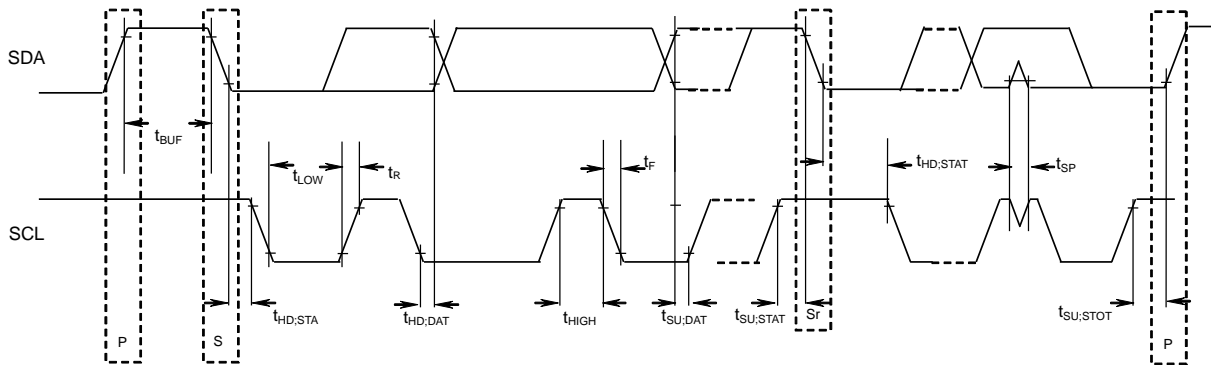 SDA
tBUF
tLOW
tR
tF
tHD;STAT
tSP
SCL
tHD;STA
tHD;DAT
tHIGH
tSU;DAT
tSU;STAT
Sr
tSU;STOT
P
S
P